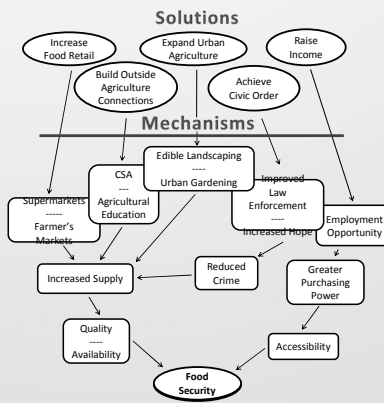 Solutions
Increase
Food Retail
Expand Urban
Agriculture
Raise
Income
Build Outside
Agriculture
Connections
Achieve
Civic Order
Mechanisms
Edible Landscaping
----
Urban Gardening
CSA
---
Agricultural
Education
Improved
Law
Enforcement
----
Increased Hope
Supermarkets
-----
Farmer's
Markets
Employment
Opportunity
Increased Supply
Reduced
Crime
Greater
Purchasing
Power
Quality
----
Availability
Accessibility
Food
Security